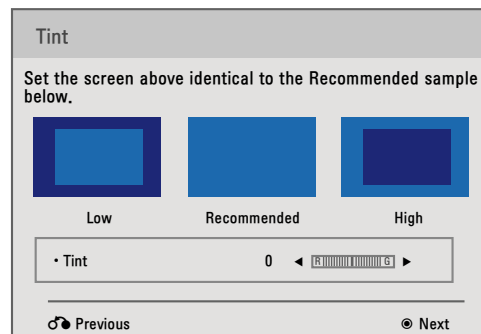 Tint
Set the screen above identical to the Recommended sample
below.
Low Recommended High
• Tint 0 ◄ R G ►
Previous ◉ Next